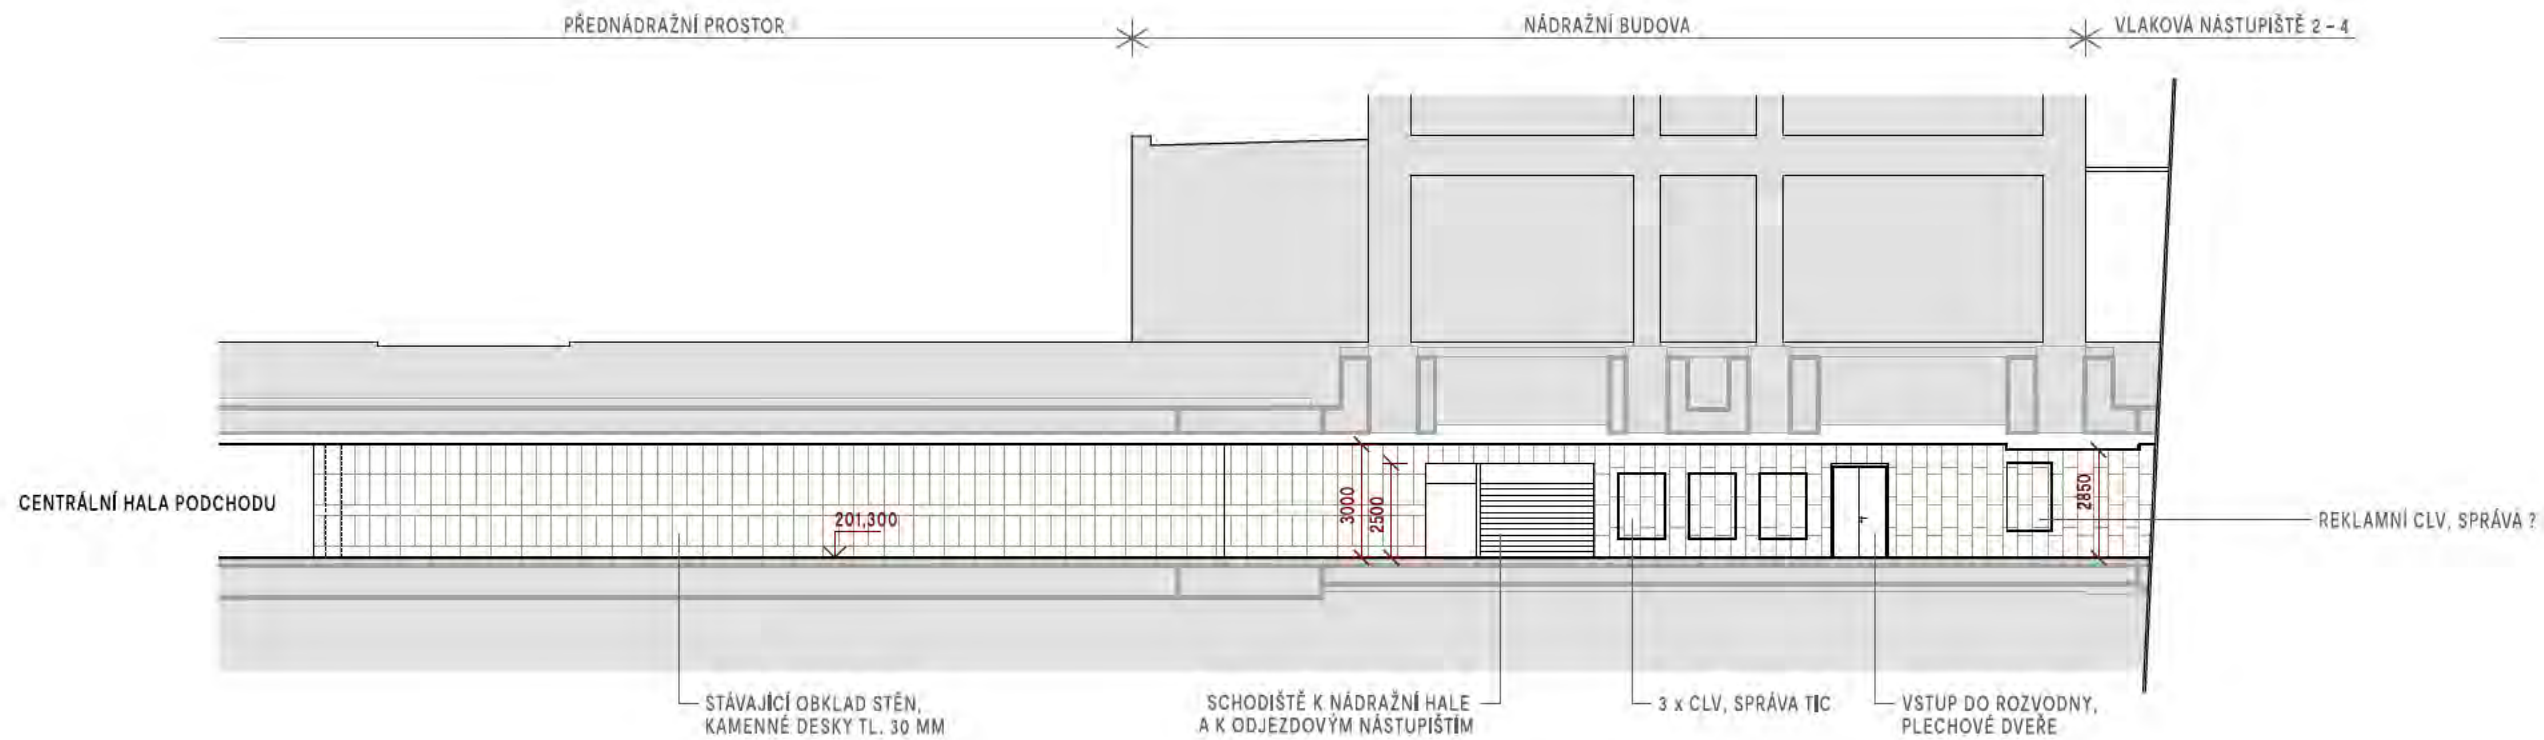 PŘEDNÁDRAŽNÍ PROSTOR
NÁDRAŽNÍ BUDOVA
VLAKOVÁ NÁSTUPIŠTĚ 2 – 4
CENTRÁLNÍ HALA PODCHODU
201,300
3000
2500
2850
REKLAMNÍ CLV, SPRÁVA ?
STÁVAJÍCÍ OBKLAD STĚN,
KAMENNÉ DESKY TL. 30 MM
SCHODIŠTĚ K NÁDRAŽNÍ HALE
A K ODJEZDOVÝM NÁSTUPIŠTÍM
3 x CLV, SPRÁVA TIC
VSTUP DO ROZVODNY,
PLECHOVÉ DVEŘE